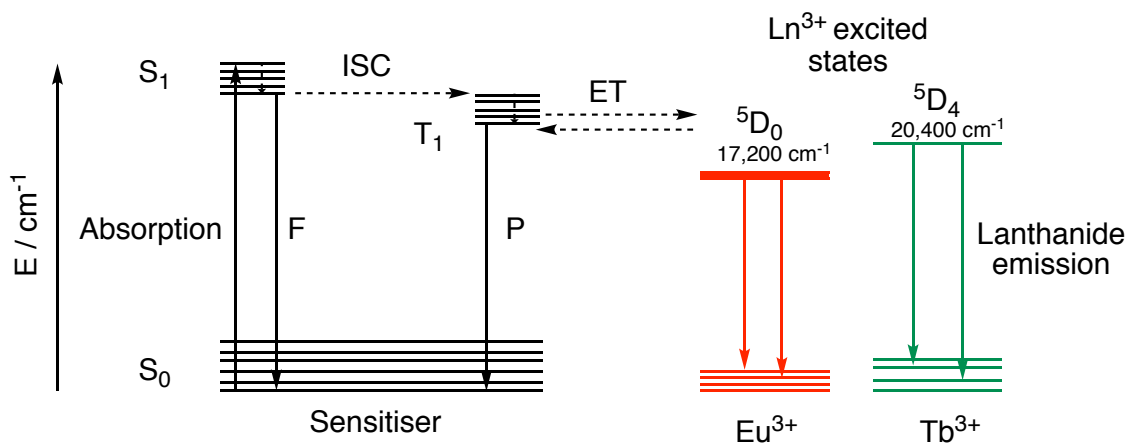 Ln³⁺ excited
states
S₁
ISC
T₁
ET
⁵D₀
17,200 cm⁻¹
⁵D₄
20,400 cm⁻¹
E / cm⁻¹
Absorption
F
P
Lanthanide
emission
S₀
Sensitiser
Eu³⁺
Tb³⁺